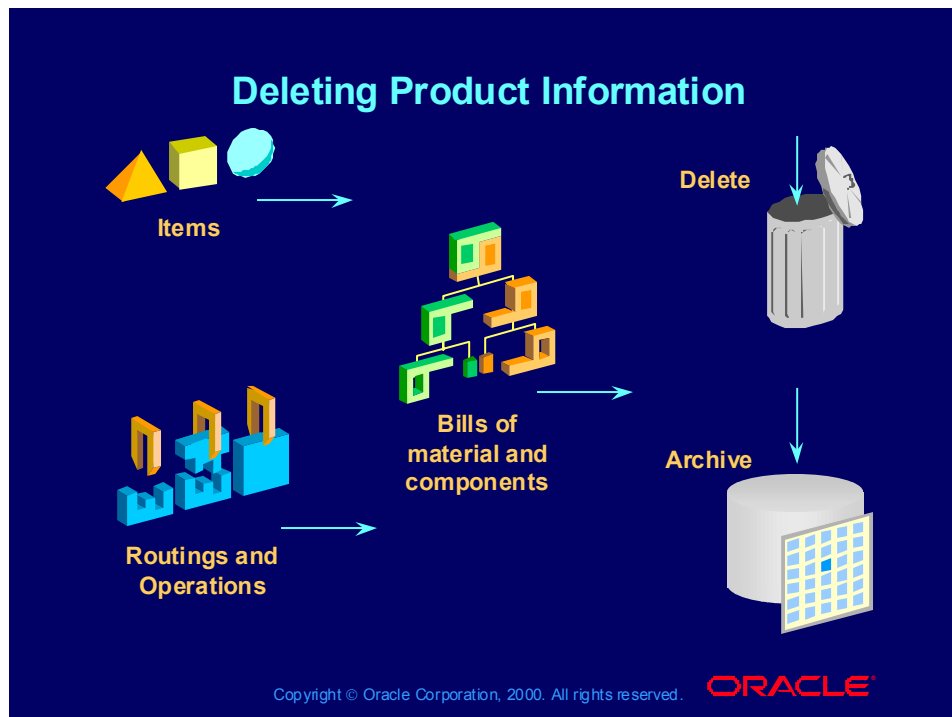 Deleting Product Information
Items
Delete
Bills of
material and
components
Archive
Routings and
Operations
Copyright © Oracle Corporation, 2000. All rights reserved.
ORACLE®